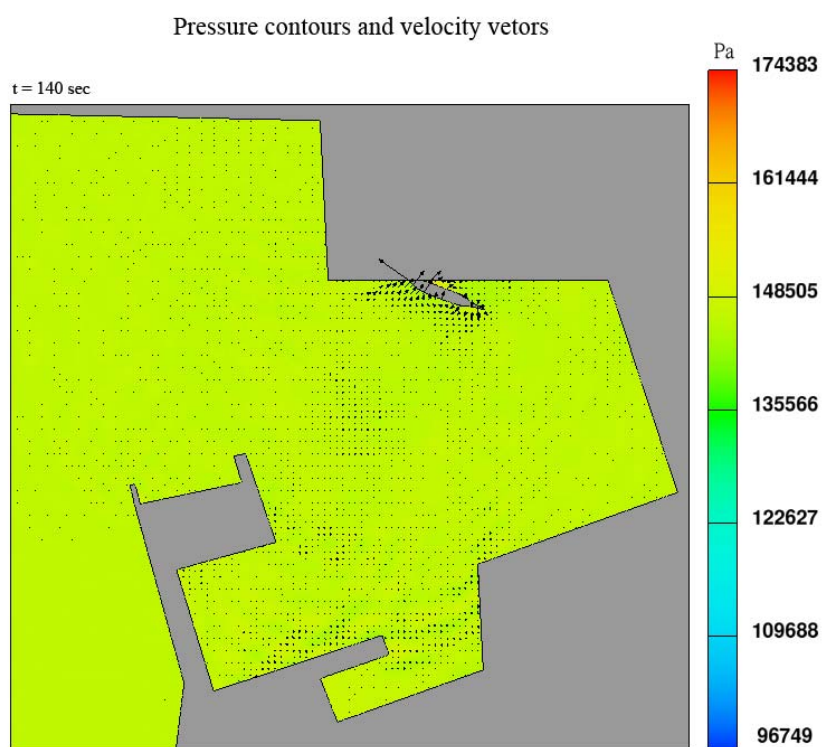 Pressure contours and velocity vetors
Pa
t = 140 sec
174383
161444
148505
135566
122627
109688
96749